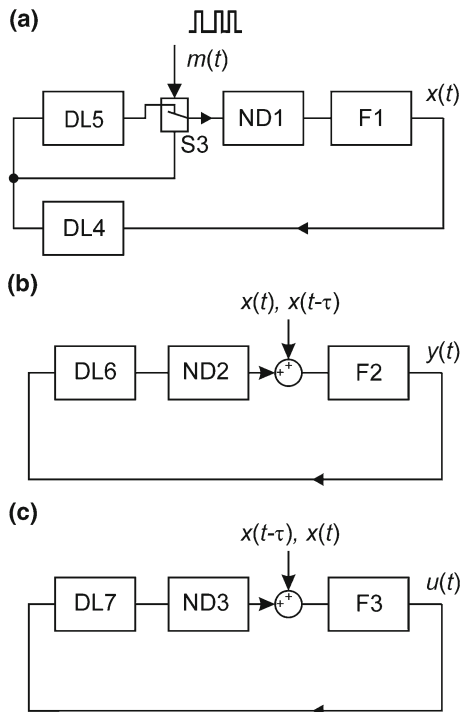 (a)
m(t)
x(t)
DL5
S3
ND1
F1
DL4
(b)
x(t), x(t-τ)
y(t)
DL6
ND2
+
+
F2
(c)
x(t-τ), x(t)
u(t)
DL7
ND3
+
+
F3